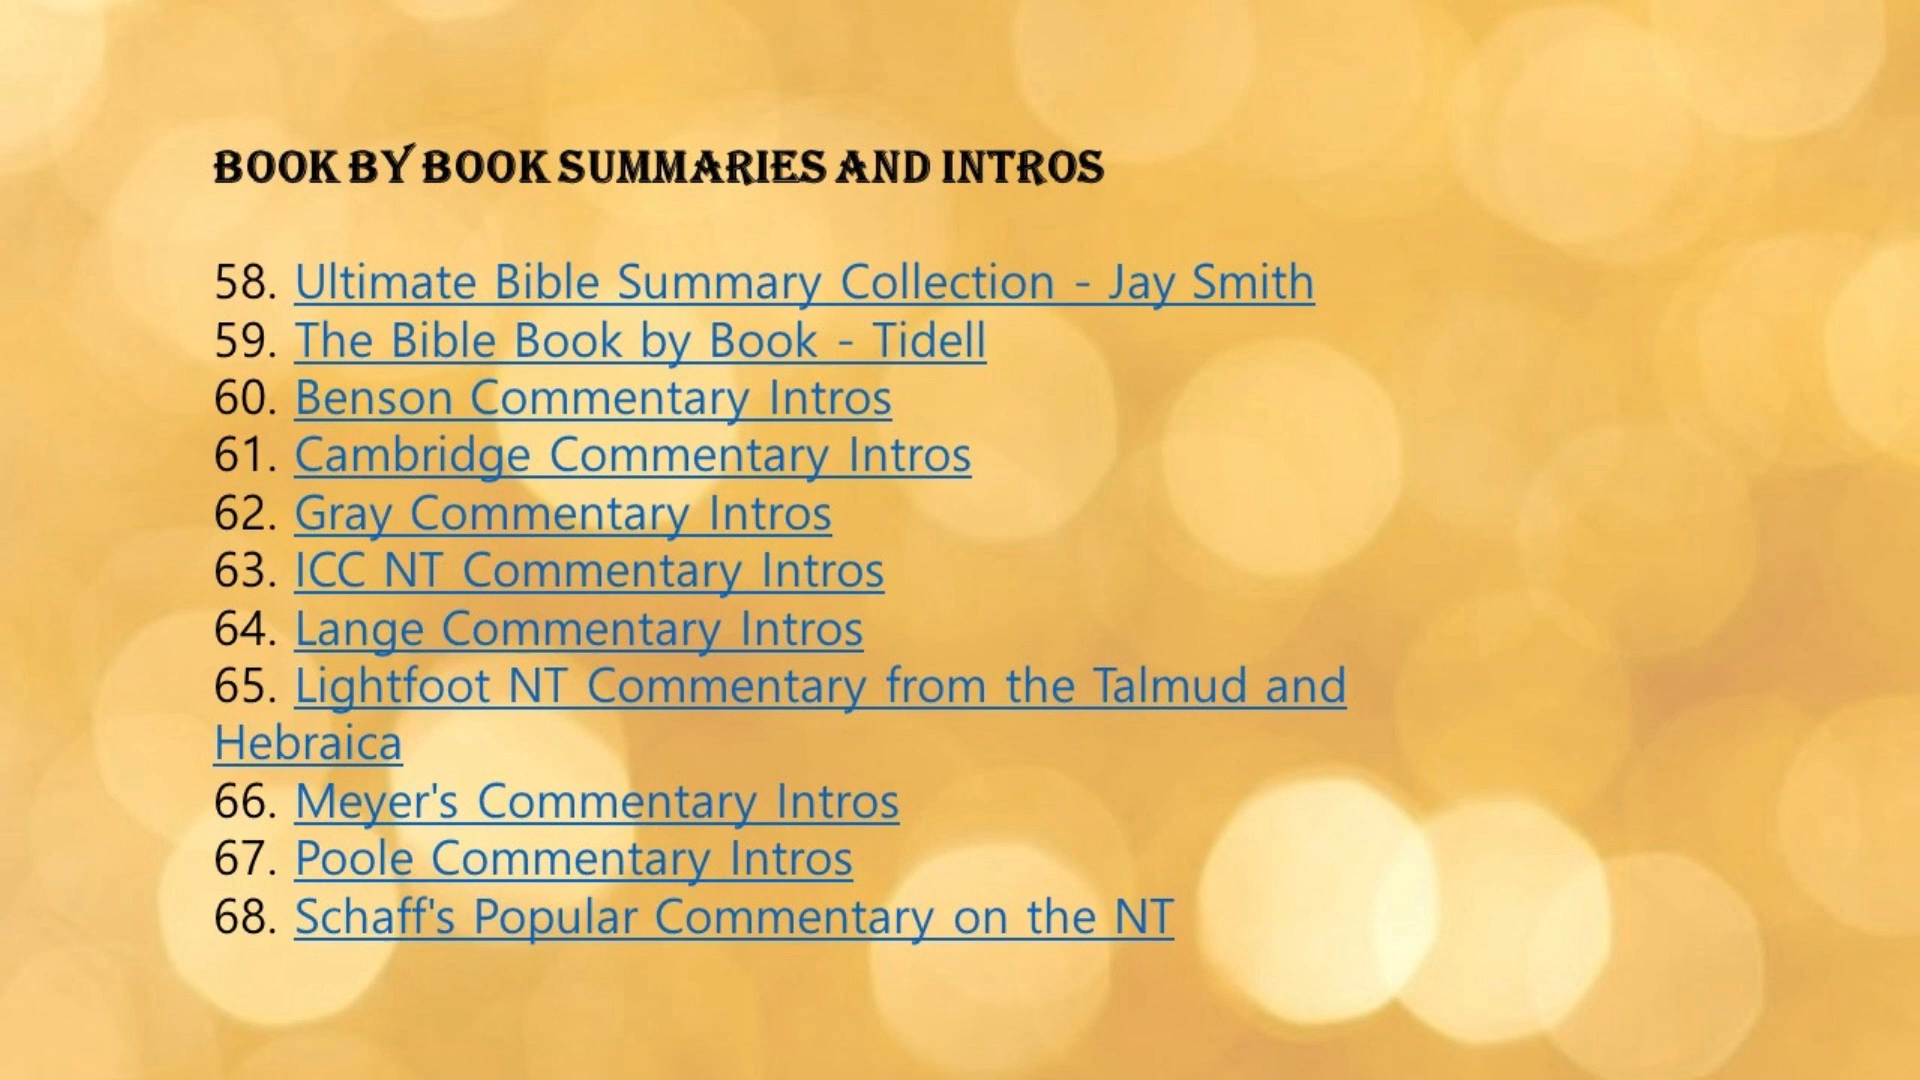 BOOK BY BOOK SUMMARIES AND INTROS
58. Ultimate Bible Summary Collection - Jay Smith
59. The Bible Book by Book - Tidell
60. Benson Commentary Intros
61. Cambridge Commentary Intros
62. Gray Commentary Intros
63. ICC NT Commentary Intros
64. Lange Commentary Intros
65. Lightfoot NT Commentary from the Talmud and
Hebraica
66. Meyer's Commentary Intros
67. Poole Commentary Intros
68. Schaff's Popular Commentary on the NT